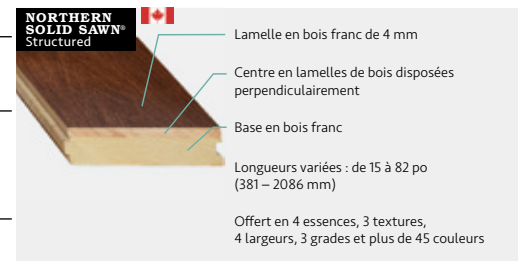 NORTHERN
SOLID SAWN®
Structured
Lamelle en bois franc de 4 mm
Centre en lamelles de bois disposées
perpendiculairement
Base en bois franc
Longueurs variées : de 15 à 82 po
(381 – 2086 mm)
Offert en 4 essences, 3 textures,
4 largeurs, 3 grades et plus de 45 couleurs